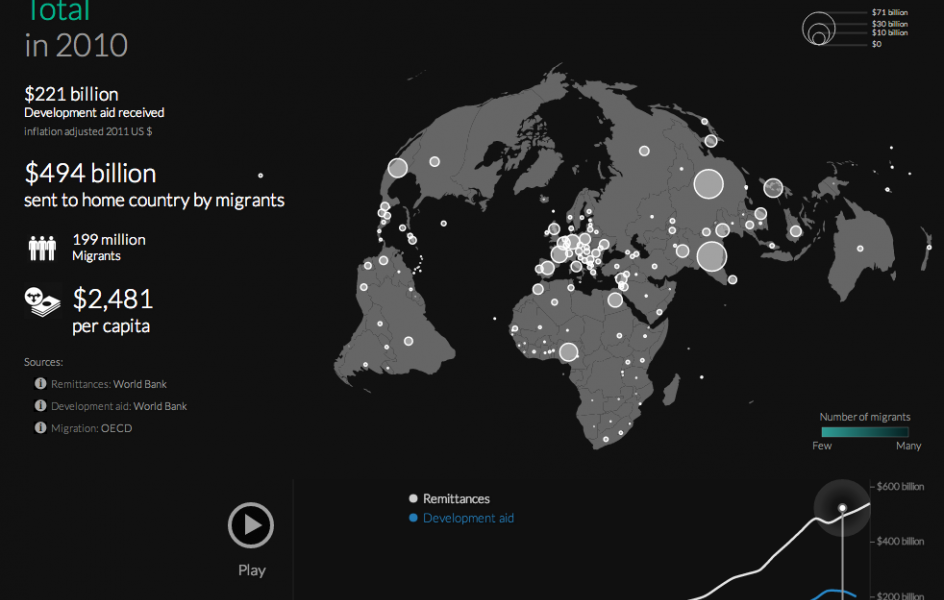 Total
in 2010
$221 billion
Development aid received
inflation adjusted 2011 US $
$494 billion
sent to home country by migrants
199 million
Migrants
$2,481
per capita
Sources:
Remittances: World Bank
Development aid: World Bank
Migration: OECD
$71 billion
$30 billion
$10 billion
$0
Number of migrants
Few Many
Play
Remittances
Development aid
$600 billion
$400 billion
$200 billion